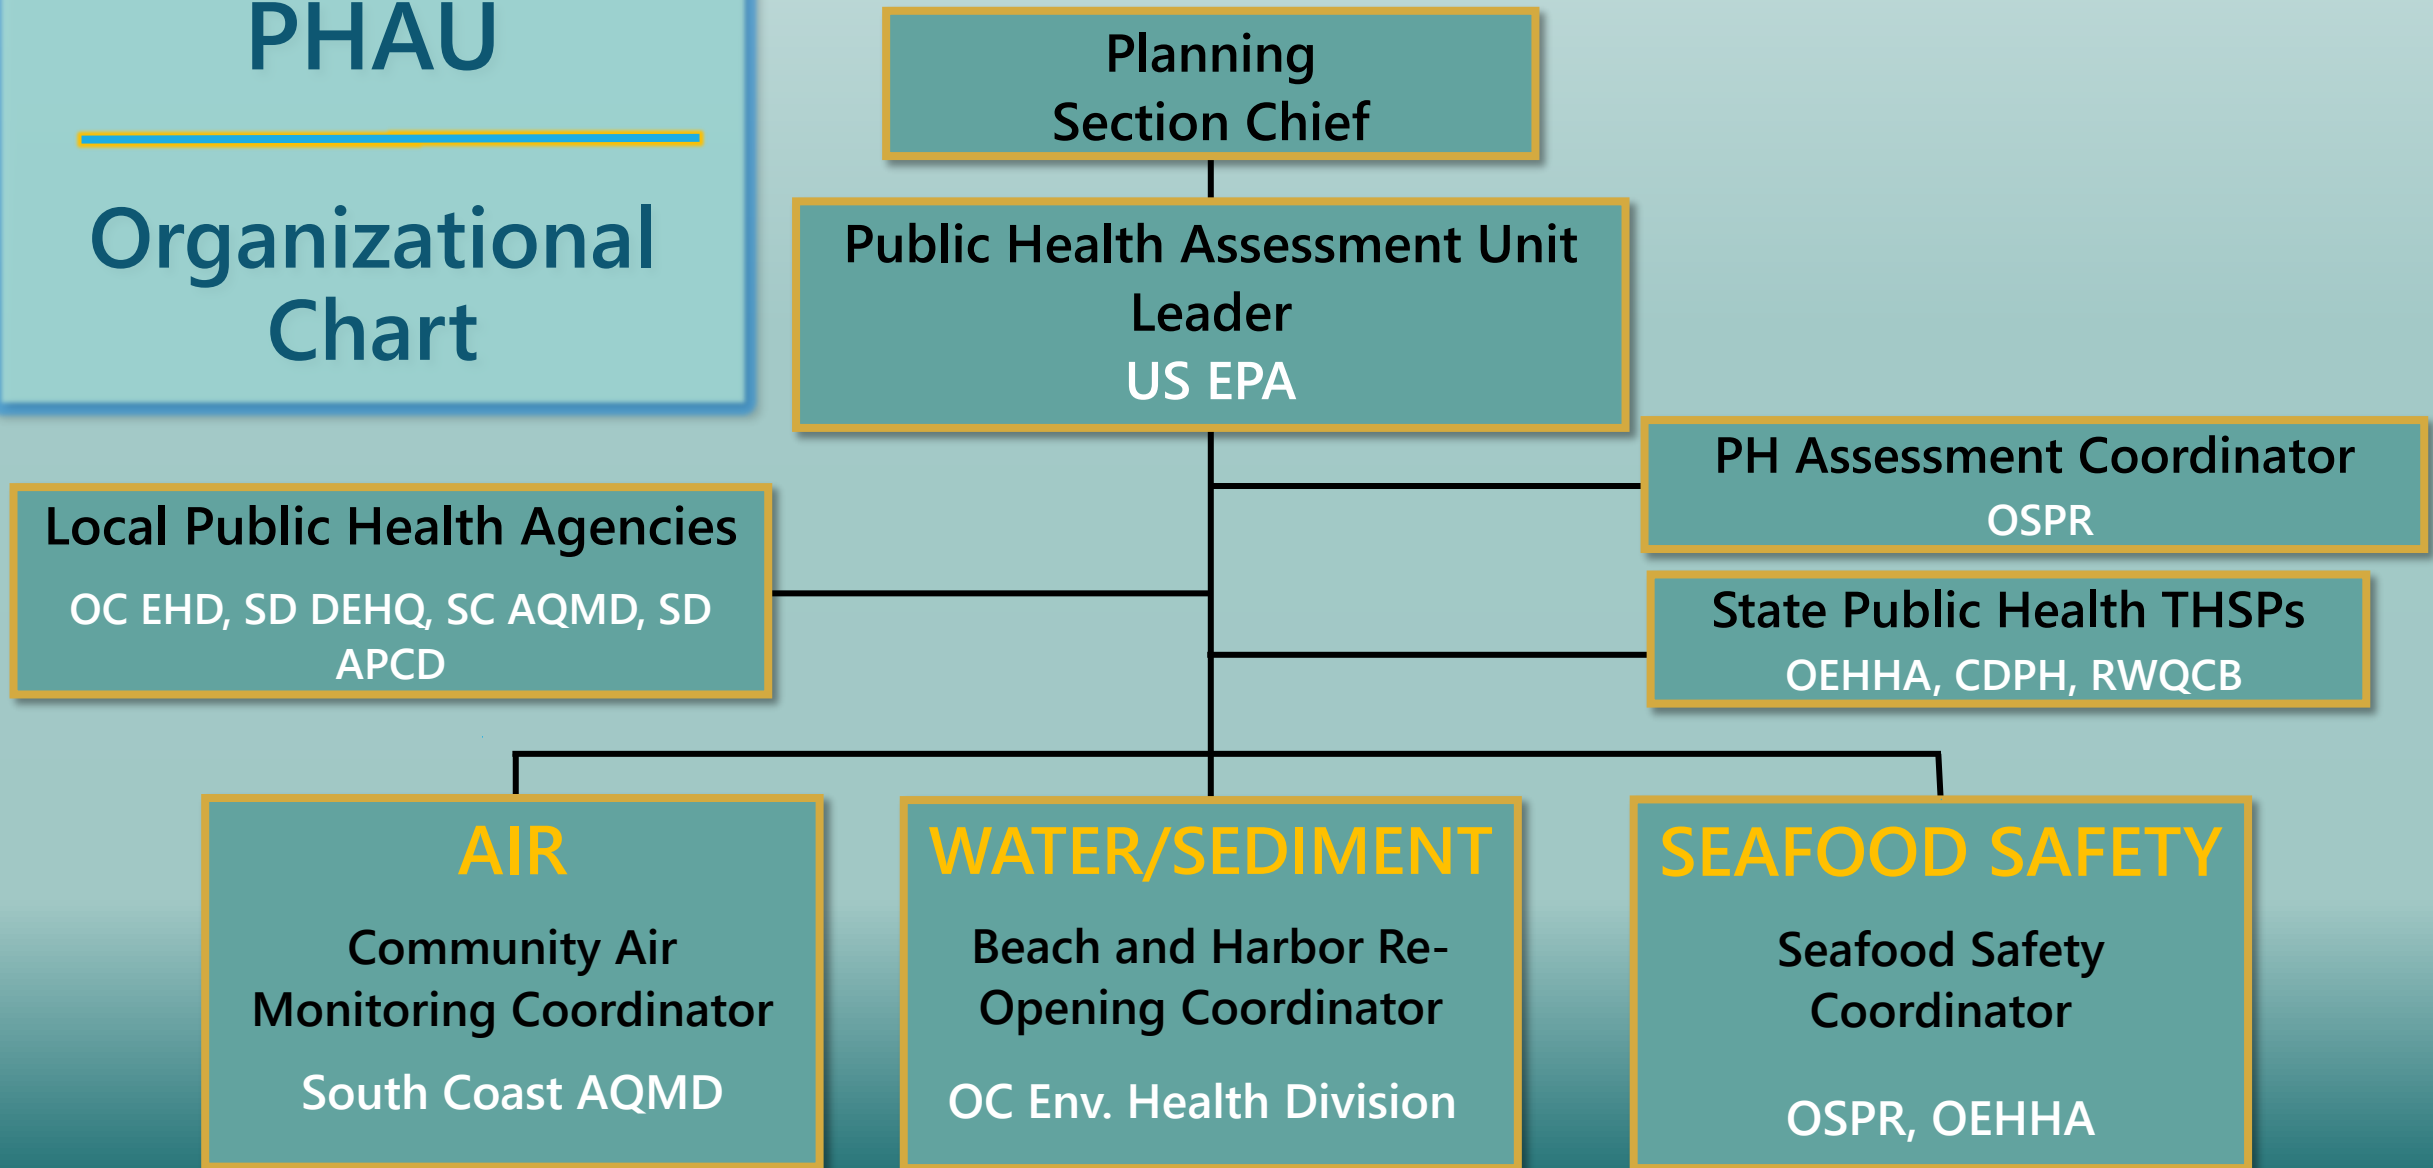 PHAU
Organizational
Chart
Planning
Section Chief
Public Health Assessment Unit
Leader
US EPA
PH Assessment Coordinator
OSPR
Local Public Health Agencies
OC EHD, SD DEHQ, SC AQMD, SD
APCD
State Public Health THSPs
OEHHA, CDPH, RWQCB
AIR
Community Air
Monitoring Coordinator
South Coast AQMD
WATER/SEDIMENT
Beach and Harbor Re-
Opening Coordinator
OC Env. Health Division
SEAFOOD SAFETY
Seafood Safety
Coordinator
OSPR, OEHHA